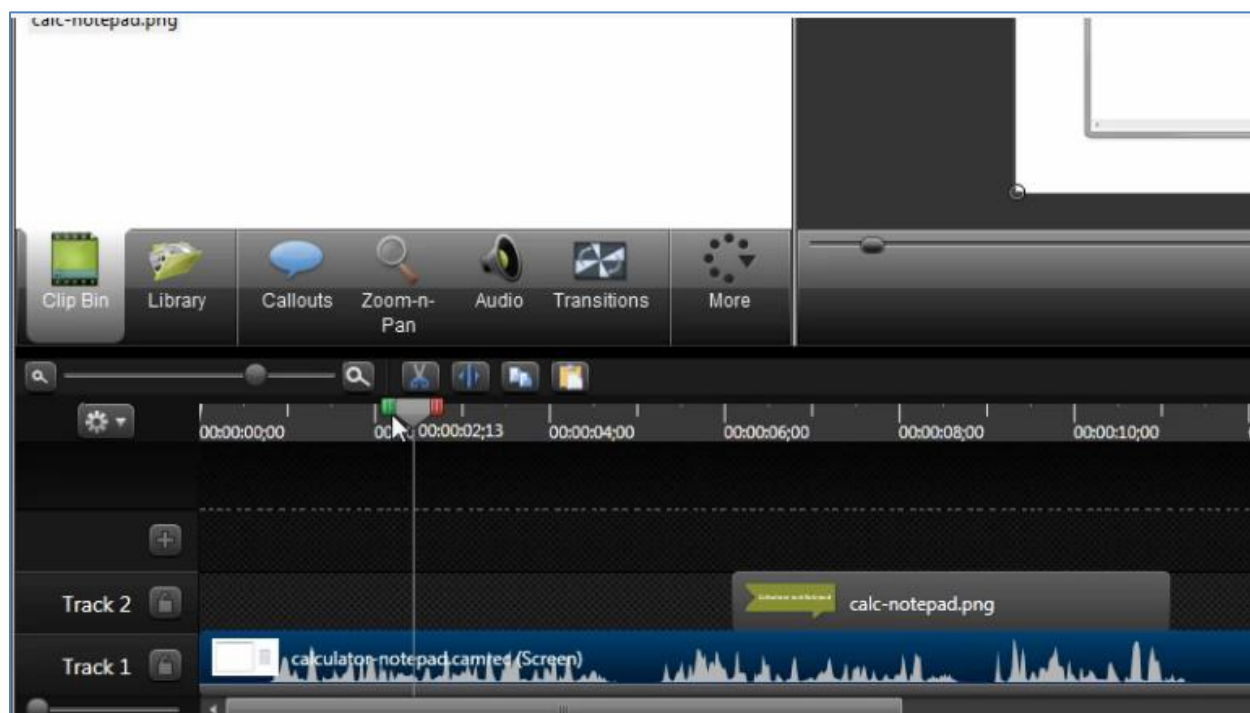 calc-notepad.png
Clip Bin Library Callouts Zoom-n-Pan Audio Transitions More
00:00:00;00 00:00:02;13 00:00:04;00 00:00:06;00 00:00:08;00 00:00:10;00
Track 2 calc-notepad.png
Track 1 calculator-notepad.camrec (Screen)